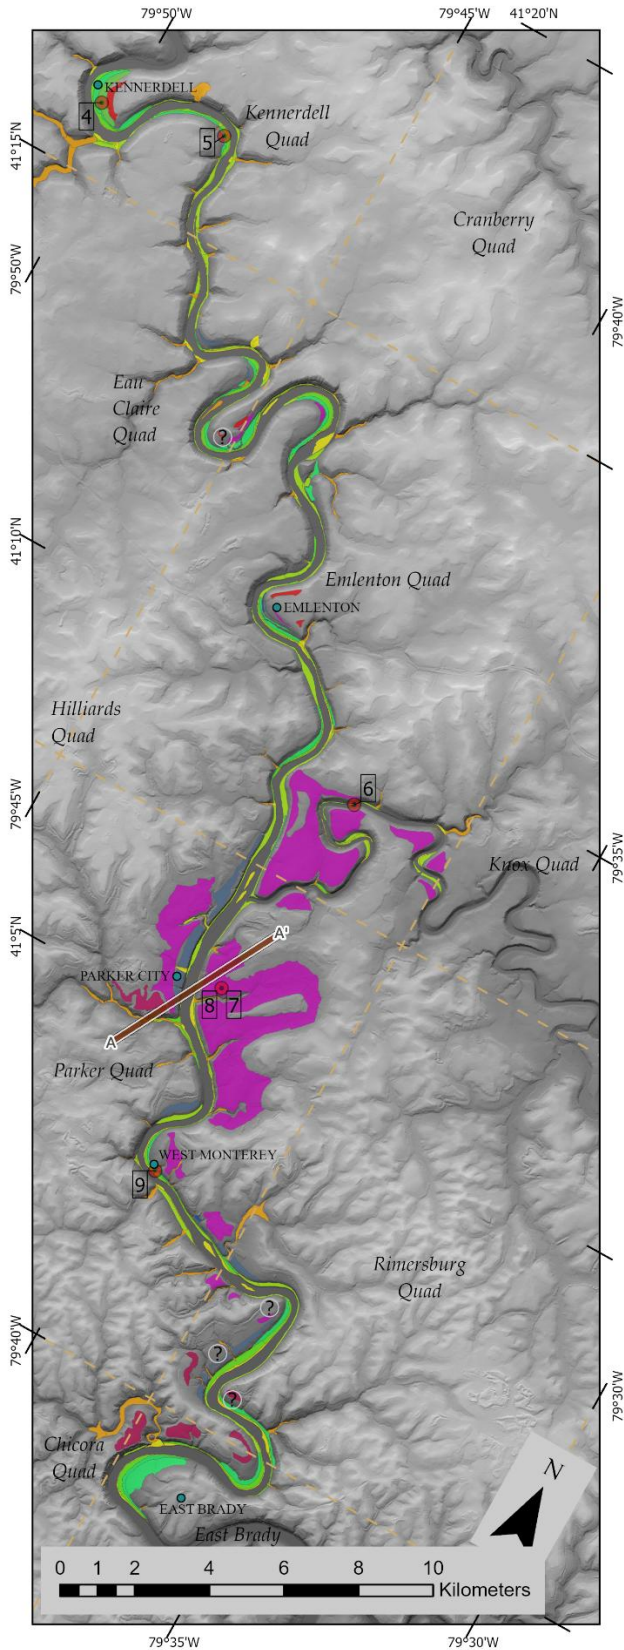 79°50'W
79°45'W
41°20'N
KENNERDELL
4
5
Kennerdell
Quad
41°15'N
Cranberry
Quad
79°50'W
79°40'W
Eau
Claire
Quad
?
41°10'N
Emlenton Quad
EMLENTON
Hilliards
Quad
6
79°45'W
79°35'W
Knox Quad
41°5'N
A'
PARKER CITY
8
7
A
Parker Quad
WEST MONTEREY
9
Rimersburg
Quad
?
79°40'W
?
79°30'W
?
Chicora
Quad
N
EAST BRADY
East Brady
0 1 2 4 6 8 10
Kilometers
79°35'W
79°30'W